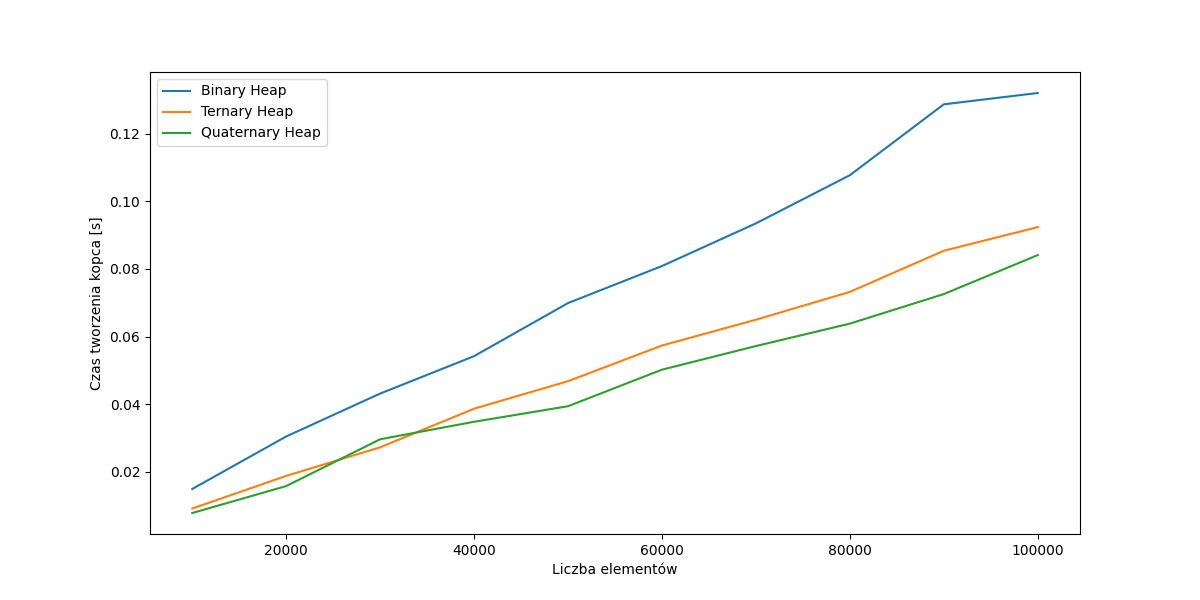 Binary Heap
Ternary Heap
Quaternary Heap
0.12
0.10
0.08
0.06
0.04
0.02
Czas tworzenia kopca [s]
20000
40000
60000
80000
100000
Liczba elementów